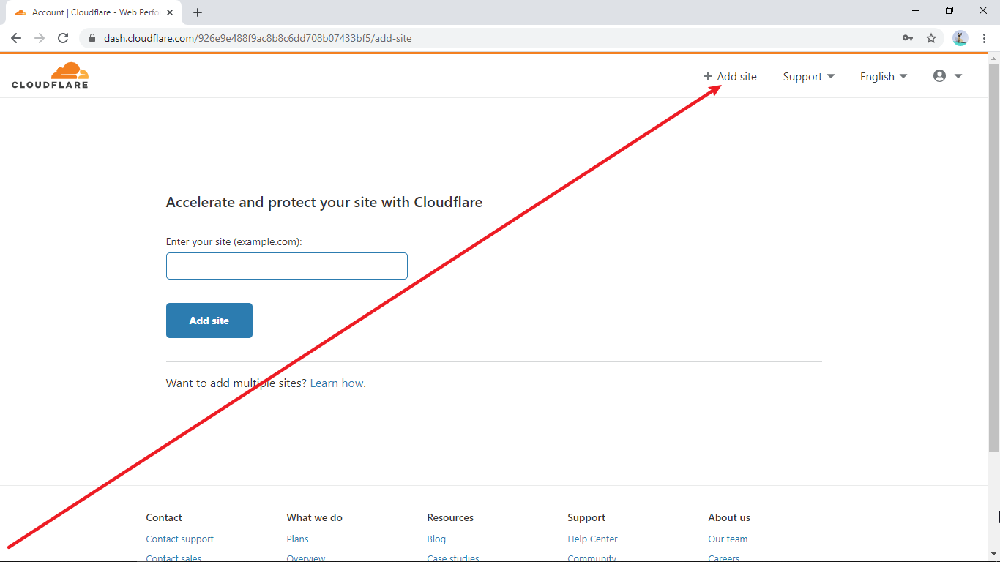 Account | Cloudflare - Web Perfo
dash.cloudflare.com/926e9e488f9ac8b8c6dd708b07433bf5/add-site
CLOUDFLARE
+ Add site Support English
Accelerate and protect your site with Cloudflare
Enter your site (example.com):
Add site
Want to add multiple sites? Learn how.
Contact What we do Resources Support About us
Contact support Plans Blog Help Center Our team
Contact sales Overview Case studies Community Careers